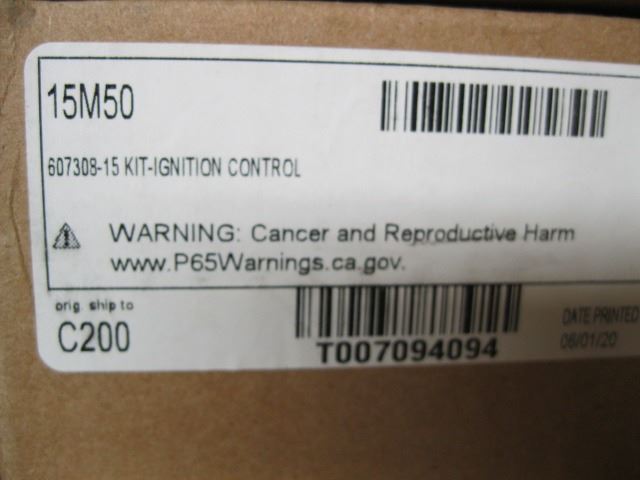 15M50
607308-15 KIT-IGNITION CONTROL
WARNING: Cancer and Reproductive Harm
www.P65Warnings.ca.gov.
orig. ship to
C200
T007094094
DATE PRINTED
06/01/20